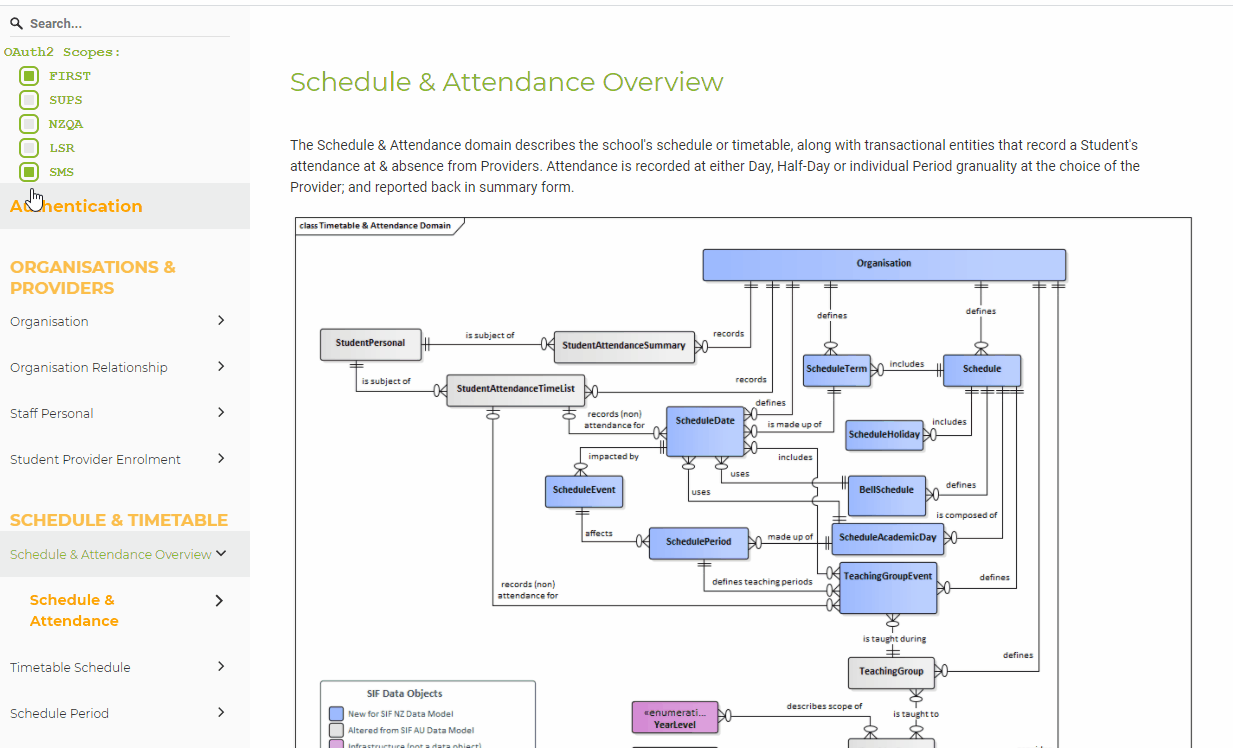 Search...
OAuth2 Scopes:
FIRST
SUPS
NZQA
LSR
SMS
Authentication
ORGANISATIONS &
PROVIDERS
Organisation
Organisation Relationship
Staff Personal
Student Provider Enrolment
SCHEDULE & TIMETABLE
Schedule & Attendance Overview
Schedule &
Attendance
Timetable Schedule
Schedule Period
Schedule & Attendance Overview
The Schedule & Attendance domain describes the school's schedule or timetable, along with transactional entities that record a Student's
attendance at & absence from Providers. Attendance is recorded at either Day, Half-Day or individual Period granuality at the choice of the
Provider; and reported back in summary form.
class Timetable & Attendance Domain
Organisation
defines
defines
records
StudentPersonal
is subject of
StudentAttendanceSummary
ScheduleTerm
includes
Schedule
is subject of
records
StudentAttendanceTimeList
defines
records (non)
attendance for
ScheduleDate
is made up of
ScheduleHoliday
includes
impacted by
includes
uses
ScheduleEvent
uses
BellSchedule
defines
is composed of
affects
SchedulePeriod
made up of
ScheduleAcademicDay
defines teaching periods
TeachingGroupEvent
defines
records (non)
attendance for
is taught during
defines
TeachingGroup
SIF Data Objects
New for SIF NZ Data Model
Altered from SIF AU Data Model
Infrastructure (not a data object)
«enumerati...
YearLevel
describes scope of
is taught to